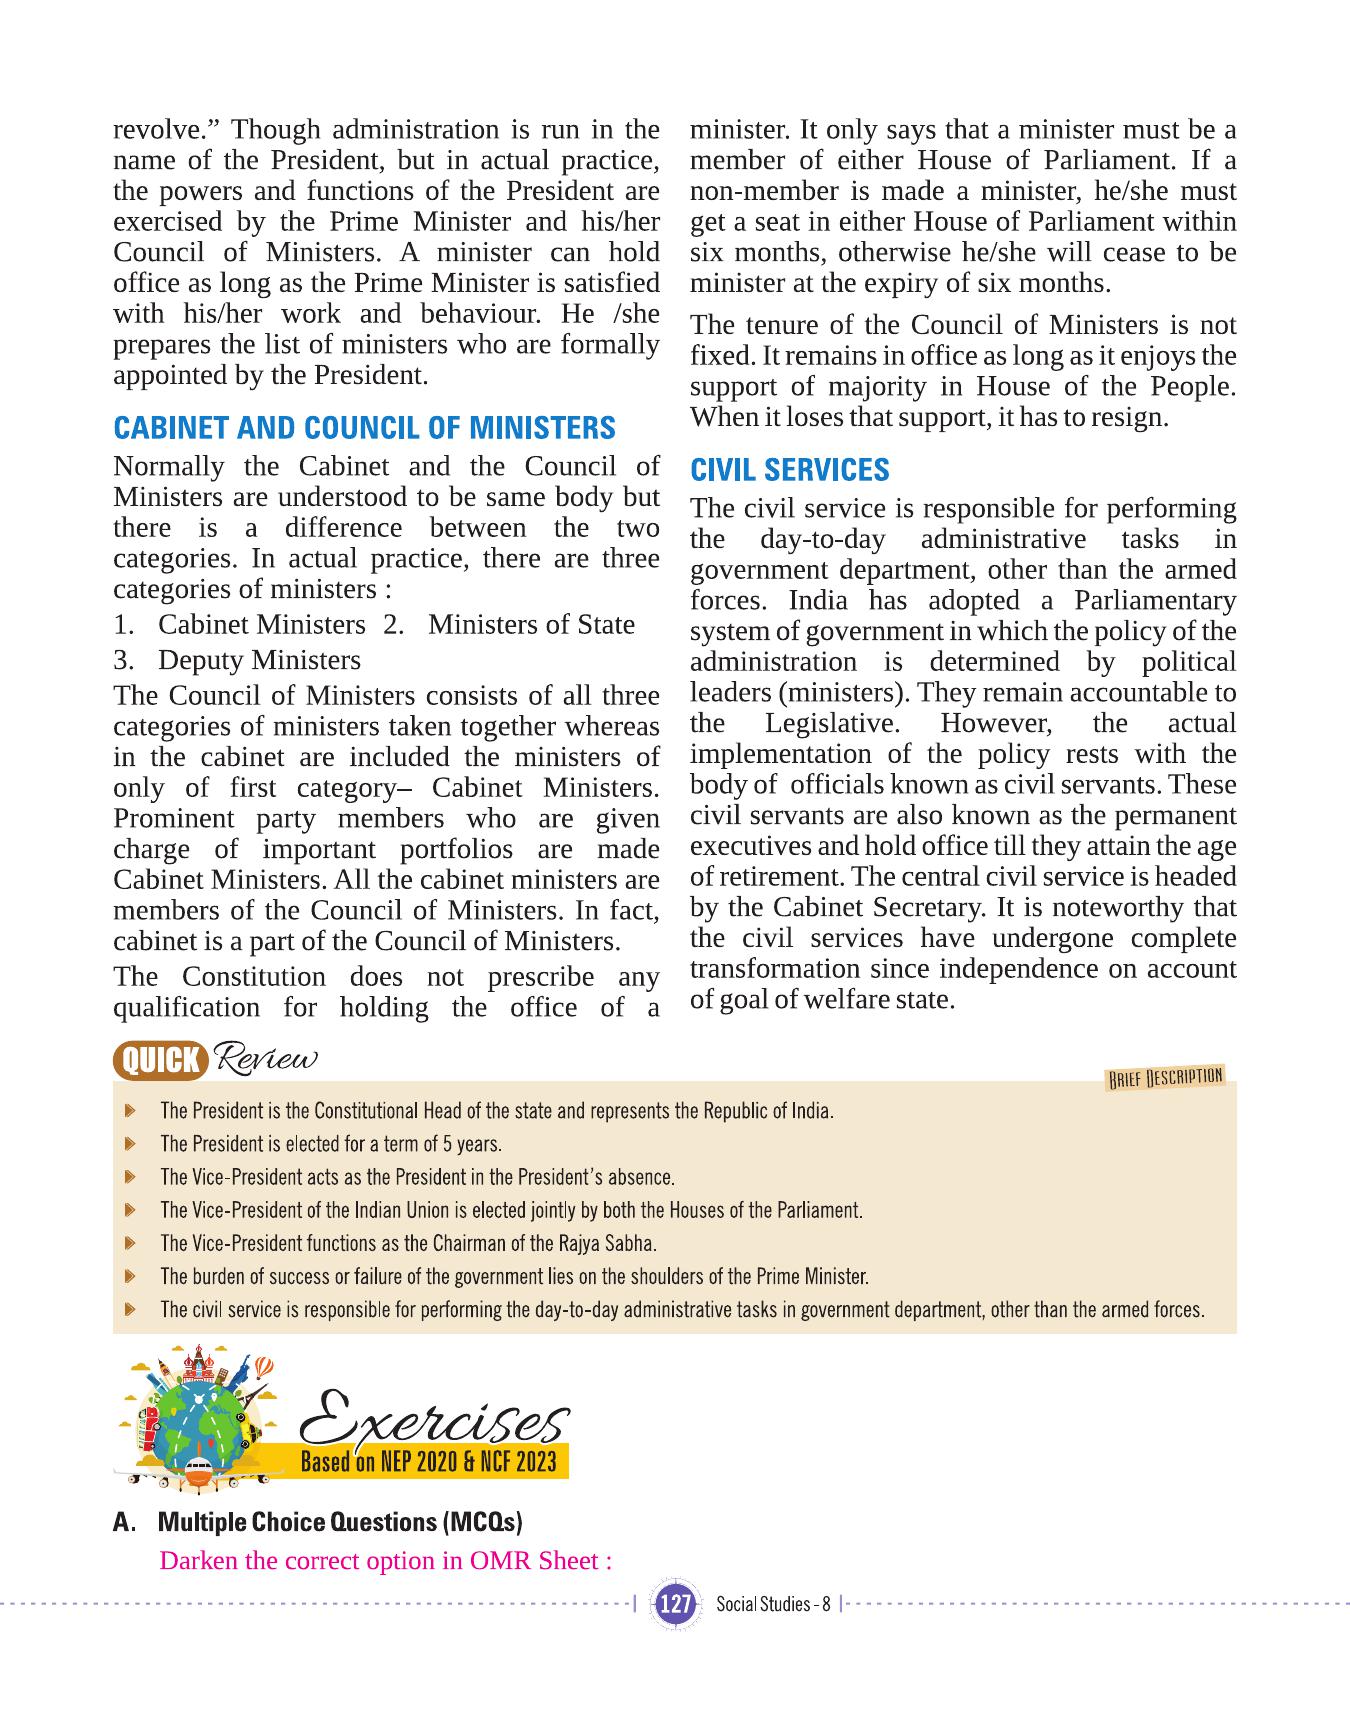 revolve.” Though administration is run in the
name of the President, but in actual practice,
the powers and functions of the President are
exercised by the Prime Minister and his/her
Council of Ministers. A minister can hold
office as long as the Prime Minister is satisfied
with his/her work and behaviour. He /she
prepares the list of ministers who are formally
appointed by the President.
CABINET AND COUNCIL OF MINISTERS
Normally the Cabinet and the Council of
Ministers are understood to be same body but
there is a difference between the two
categories. In actual practice, there are three
categories of ministers :
1. Cabinet Ministers 2. Ministers of State
3. Deputy Ministers
The Council of Ministers consists of all three
categories of ministers taken together whereas
in the cabinet are included the ministers of
only of first category– Cabinet Ministers.
Prominent party members who are given
charge of important portfolios are made
Cabinet Ministers. All the cabinet ministers are
members of the Council of Ministers. In fact,
cabinet is a part of the Council of Ministers.
The Constitution does not prescribe any
qualification for holding the office of a
minister. It only says that a minister must be a
member of either House of Parliament. If a
non-member is made a minister, he/she must
get a seat in either House of Parliament within
six months, otherwise he/she will cease to be
minister at the expiry of six months.
The tenure of the Council of Ministers is not
fixed. It remains in office as long as it enjoys the
support of majority in House of the People.
When it loses that support, it has to resign.
CIVIL SERVICES
The civil service is responsible for performing
the day-to-day administrative tasks in
government department, other than the armed
forces. India has adopted a Parliamentary
system of government in which the policy of the
administration is determined by political
leaders (ministers). They remain accountable to
the Legislative. However, the actual
implementation of the policy rests with the
body of officials known as civil servants. These
civil servants are also known as the permanent
executives and hold office till they attain the age
of retirement. The central civil service is headed
by the Cabinet Secretary. It is noteworthy that
the civil services have undergone complete
transformation since independence on account
of goal of welfare state.
QUICK Review
BRIEF DESCRIPTION
The President is the Constitutional Head of the state and represents the Republic of India.
The President is elected for a term of 5 years.
The Vice-President acts as the President in the President’s absence.
The Vice-President of the Indian Union is elected jointly by both the Houses of the Parliament.
The Vice-President functions as the Chairman of the Rajya Sabha.
The burden of success or failure of the government lies on the shoulders of the Prime Minister.
The civil service is responsible for performing the day-to-day administrative tasks in government department, other than the armed forces.
Exercises
Based on NEP 2020 & NCF 2023
A. Multiple Choice Questions (MCQs)
Darken the correct option in OMR Sheet :
127 Social Studies - 8